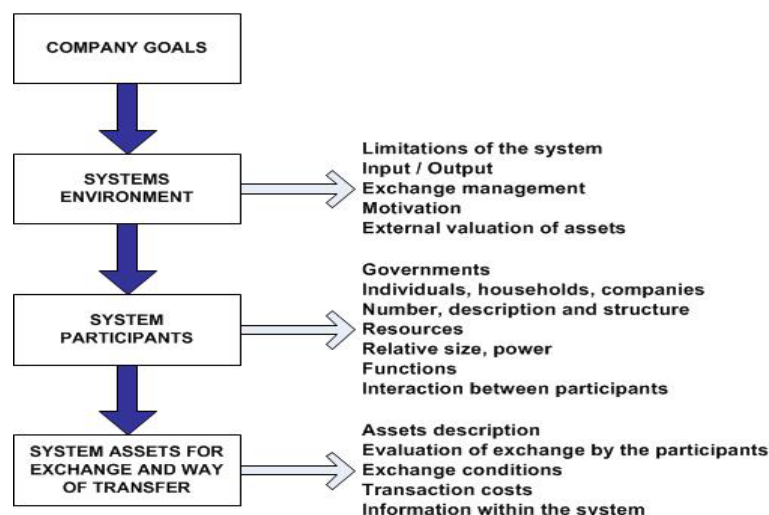 COMPANY GOALS
SYSTEMS
ENVIRONMENT
Limitations of the system
Input / Output
Exchange management
Motivation
External valuation of assets
SYSTEM
PARTICIPANTS
Governments
Individuals, households, companies
Number, description and structure
Resources
Relative size, power
Functions
Interaction between participants
SYSTEM ASSETS FOR
EXCHANGE AND WAY
OF TRANSFER
Assets description
Evaluation of exchange by the participants
Exchange conditions
Transaction costs
Information within the system